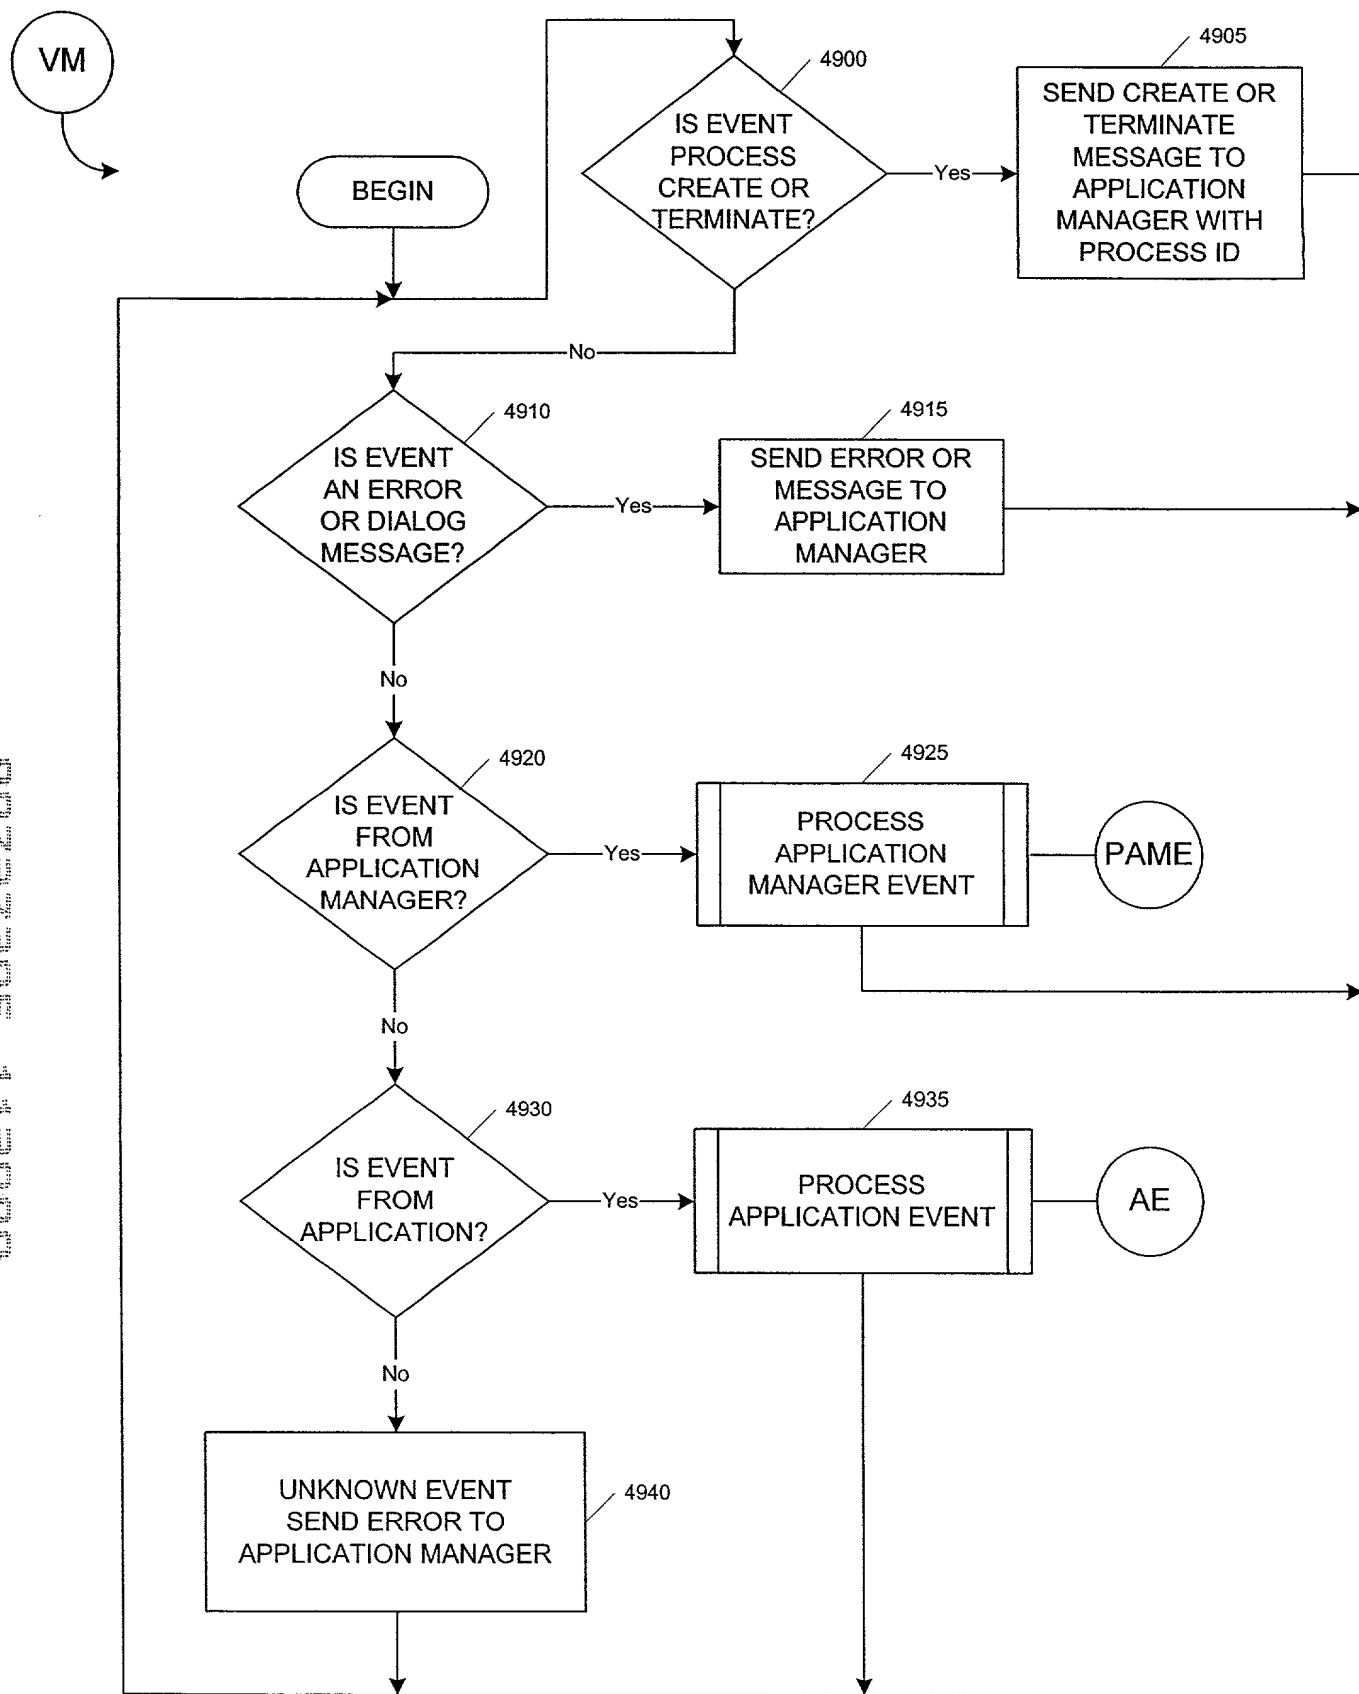 VM
4900
4905
IS EVENT
PROCESS
CREATE OR
TERMINATE?
Yes
SEND CREATE OR
TERMINATE
MESSAGE TO
APPLICATION
MANAGER WITH
PROCESS ID
BEGIN
No
4910
4915
IS EVENT
AN ERROR
OR DIALOG
MESSAGE?
Yes
SEND ERROR OR
MESSAGE TO
APPLICATION
MANAGER
No
4920
4925
IS EVENT
FROM
APPLICATION
MANAGER?
Yes
PROCESS
APPLICATION
MANAGER EVENT
PAME
No
4930
4935
IS EVENT
FROM
APPLICATION?
Yes
PROCESS
APPLICATION EVENT
AE
No
UNKNOWN EVENT
SEND ERROR TO
APPLICATION MANAGER
4940